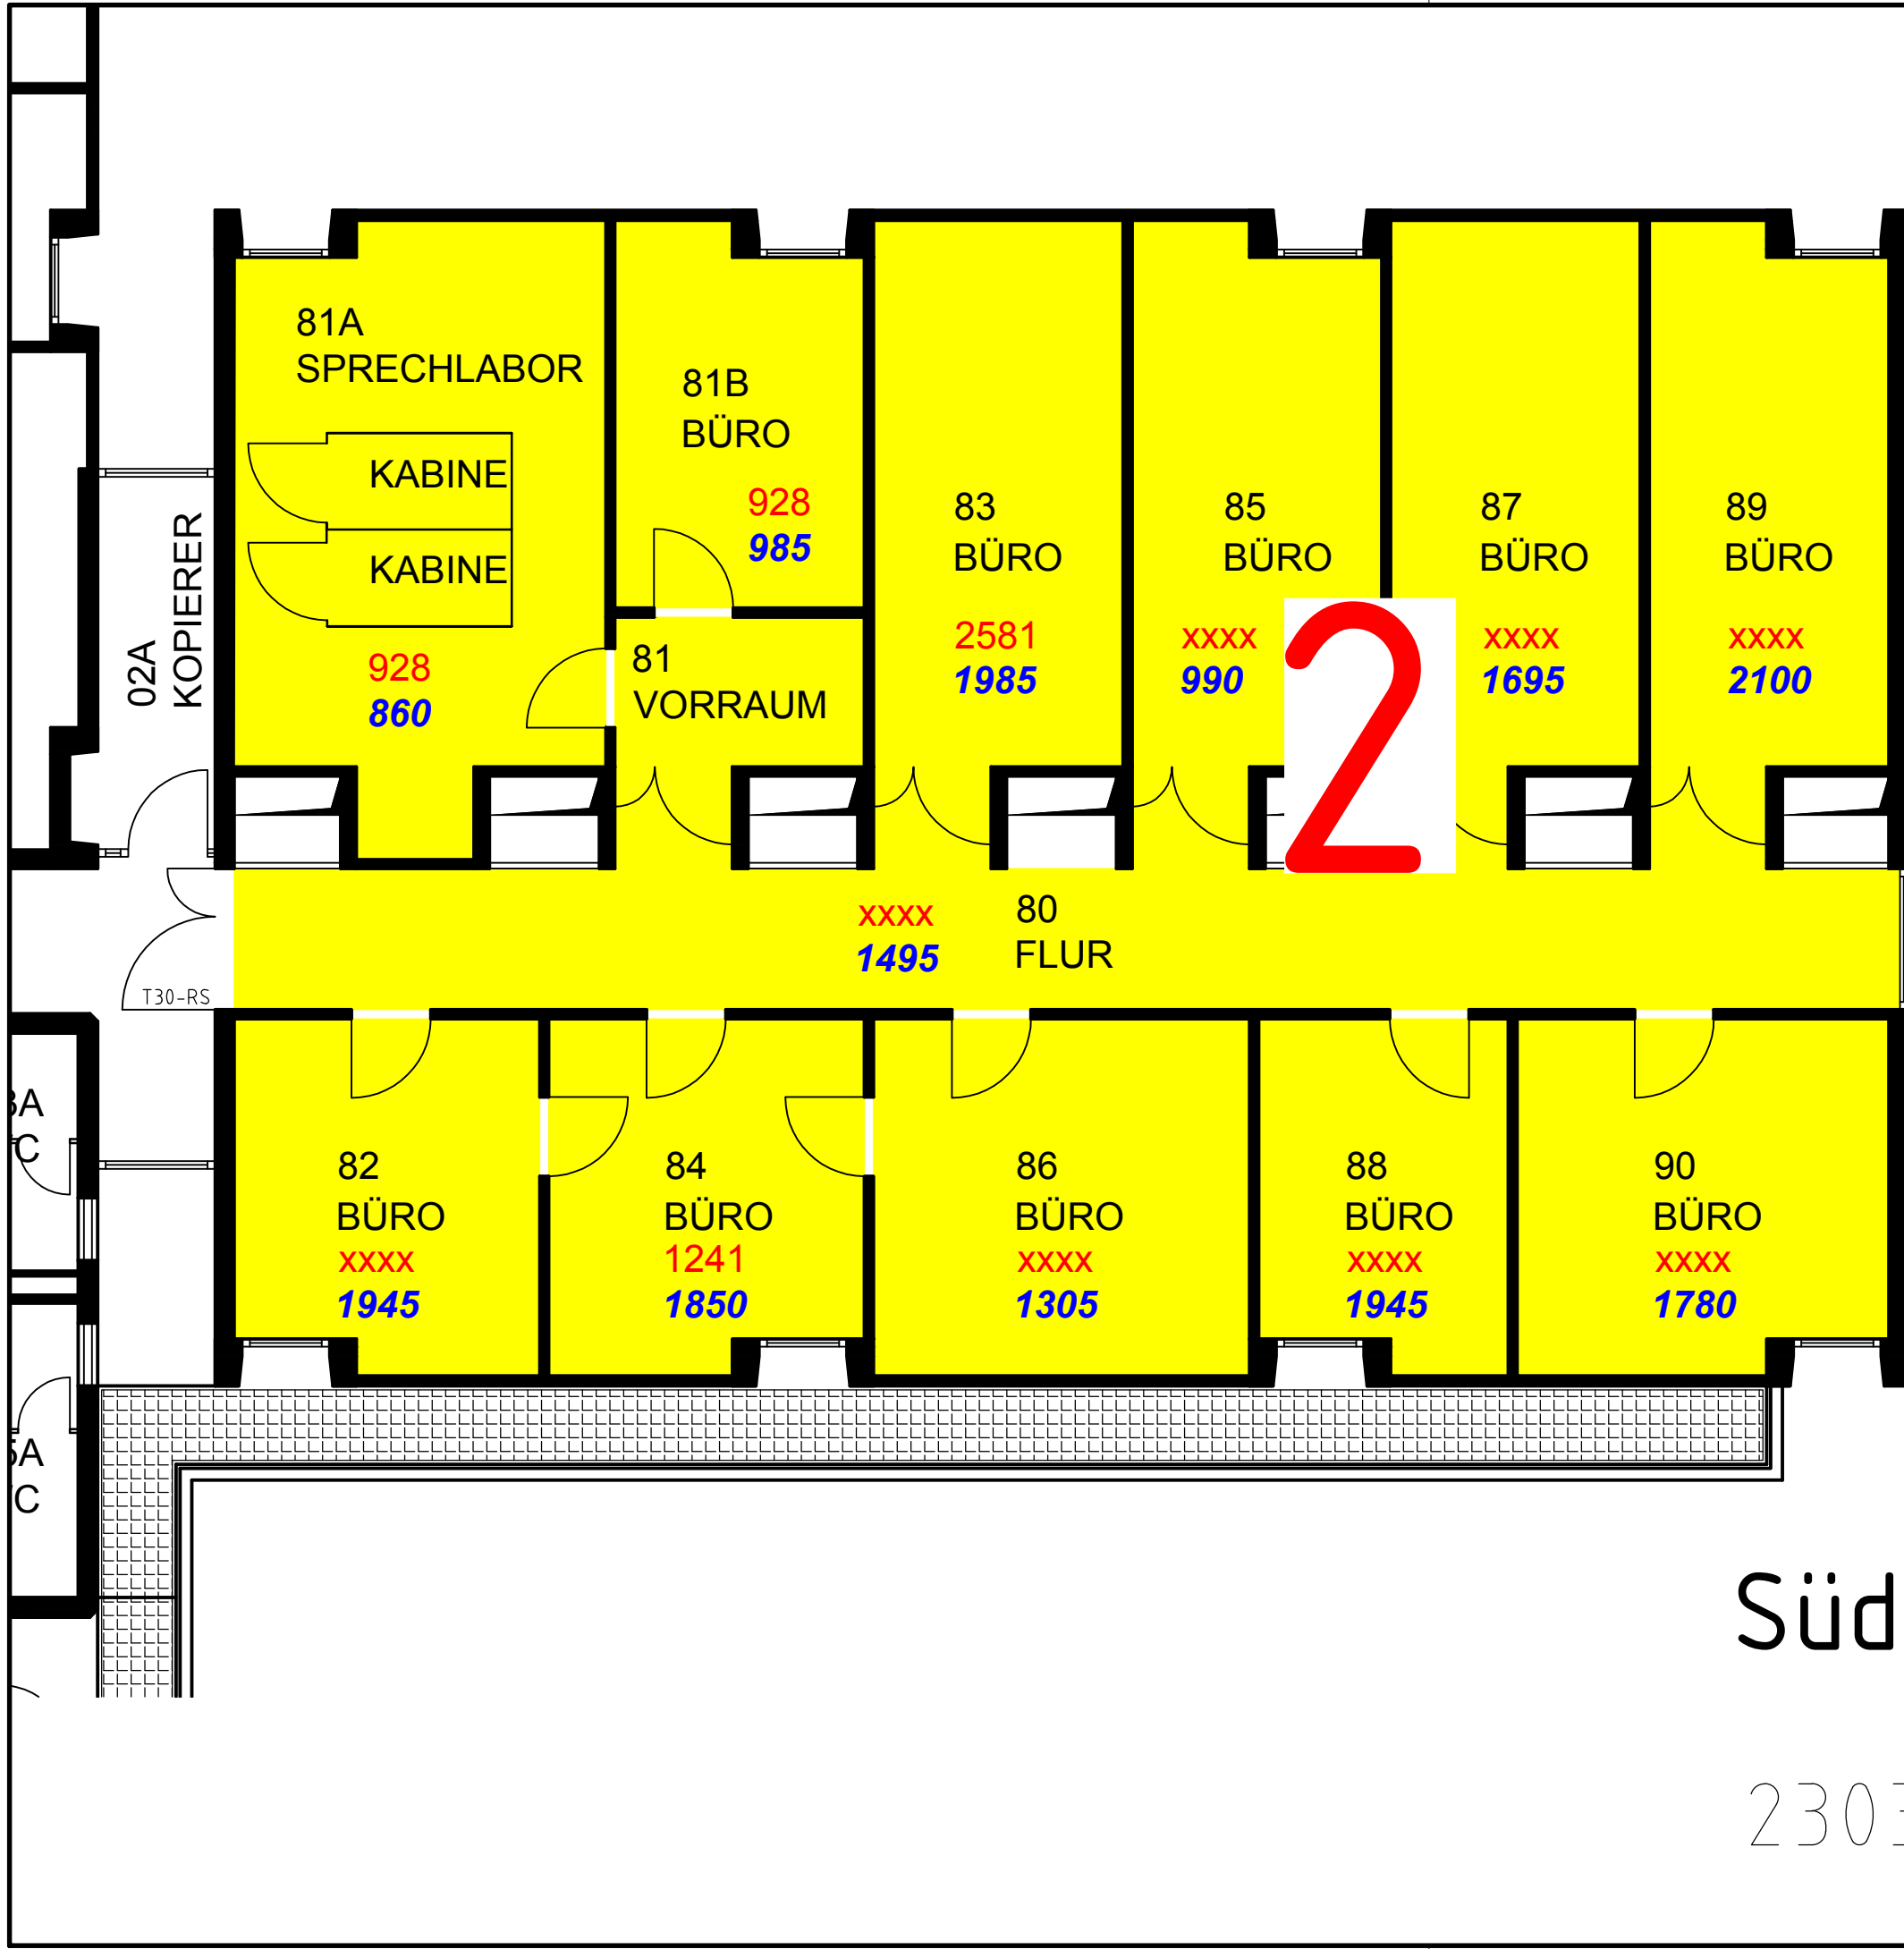 81A
SPRECHLABOR
KABINE
KABINE
928
860
81B
BÜRO
928
985
81
VORRAUM
83
BÜRO
2581
1985
85
BÜRO
xxxx
990
2
87
BÜRO
xxxx
1695
89
BÜRO
xxxx
2100
02A
KOPIERER
xxxx
1495
80
FLUR
T30-RS
82
BÜRO
xxxx
1945
84
BÜRO
1241
1850
86
BÜRO
xxxx
1305
88
BÜRO
xxxx
1945
90
BÜRO
xxxx
1780
A
C
A
C
Süd
230